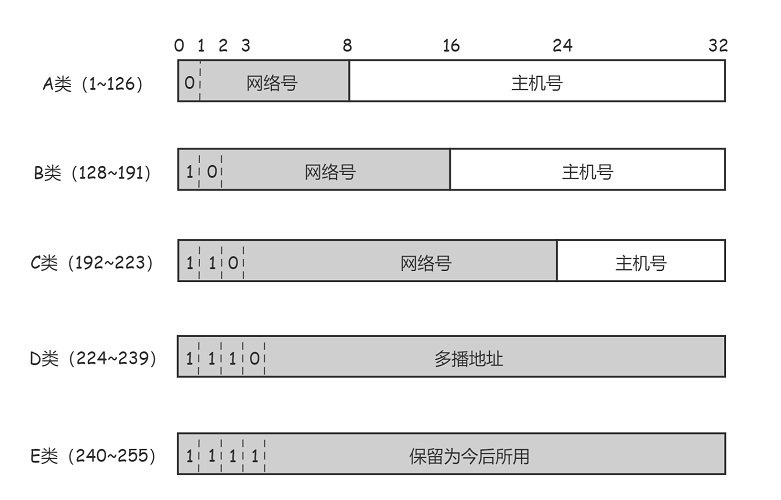 0 1 2 3 8 16 24 32
A类（1~126） 0 网络号 主机号
B类（128~191） 1 0 网络号 主机号
C类（192~223） 1 1 0 网络号 主机号
D类（224~239） 1 1 1 0 多播地址
E类（240~255） 1 1 1 1 保留为今后所用